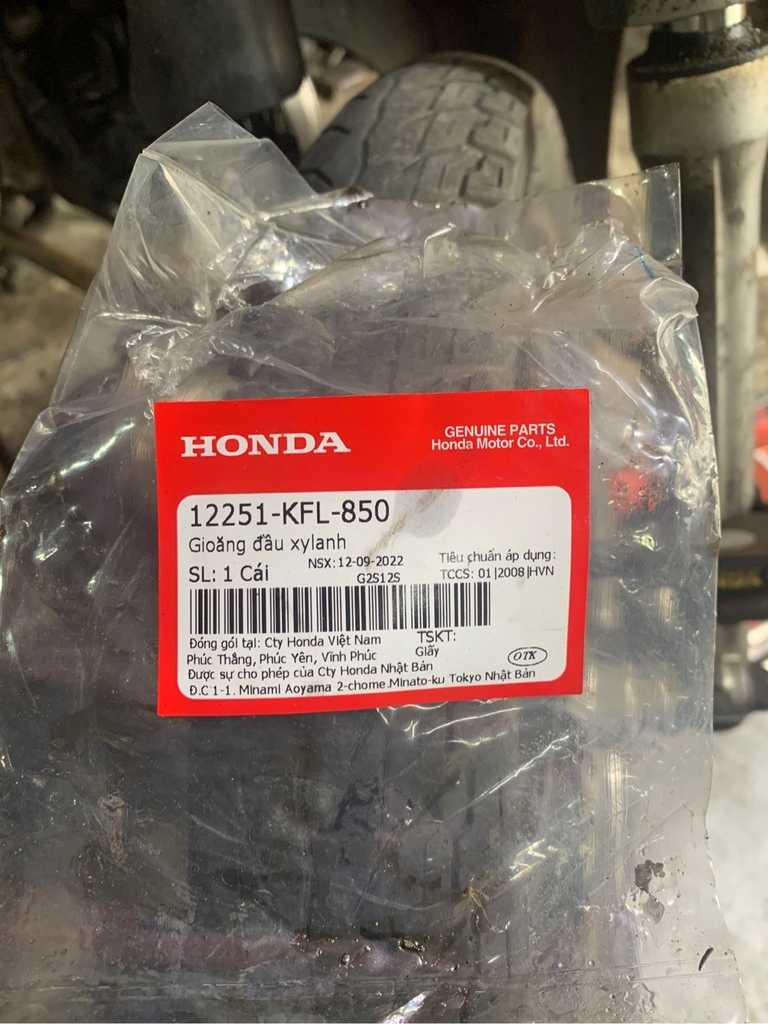 HONDA
GENUINE PARTS
Honda Motor Co., Ltd.
12251-KFL-850
Gioăng đầu xylanh
NSX: 12-09-2022
Tiêu chuẩn áp dụng:
SL: 1 Cái
G2S12S
TCCS: 01|2008|HVN
Đóng gói tại: Cty Honda Việt Nam
TSKT:
Phúc Thắng, Phúc Yên, Vĩnh Phúc
Giấy
Được sự cho phép của Cty Honda Nhật Bản
OTK
Đ.C 1-1. Minami Aoyama 2-chome.Minato-ku Tokyo Nhật Bản